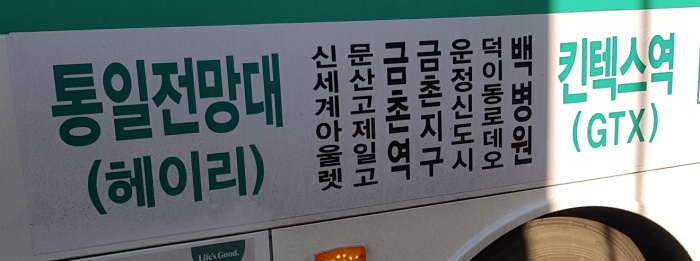 통일전망대
(헤이리)
신세계아울렛
문산고제일고
금촌역
금촌지구
운정신도시
덕이동로데오
백병원
킨텍스역
(GTX)
Life's Good.